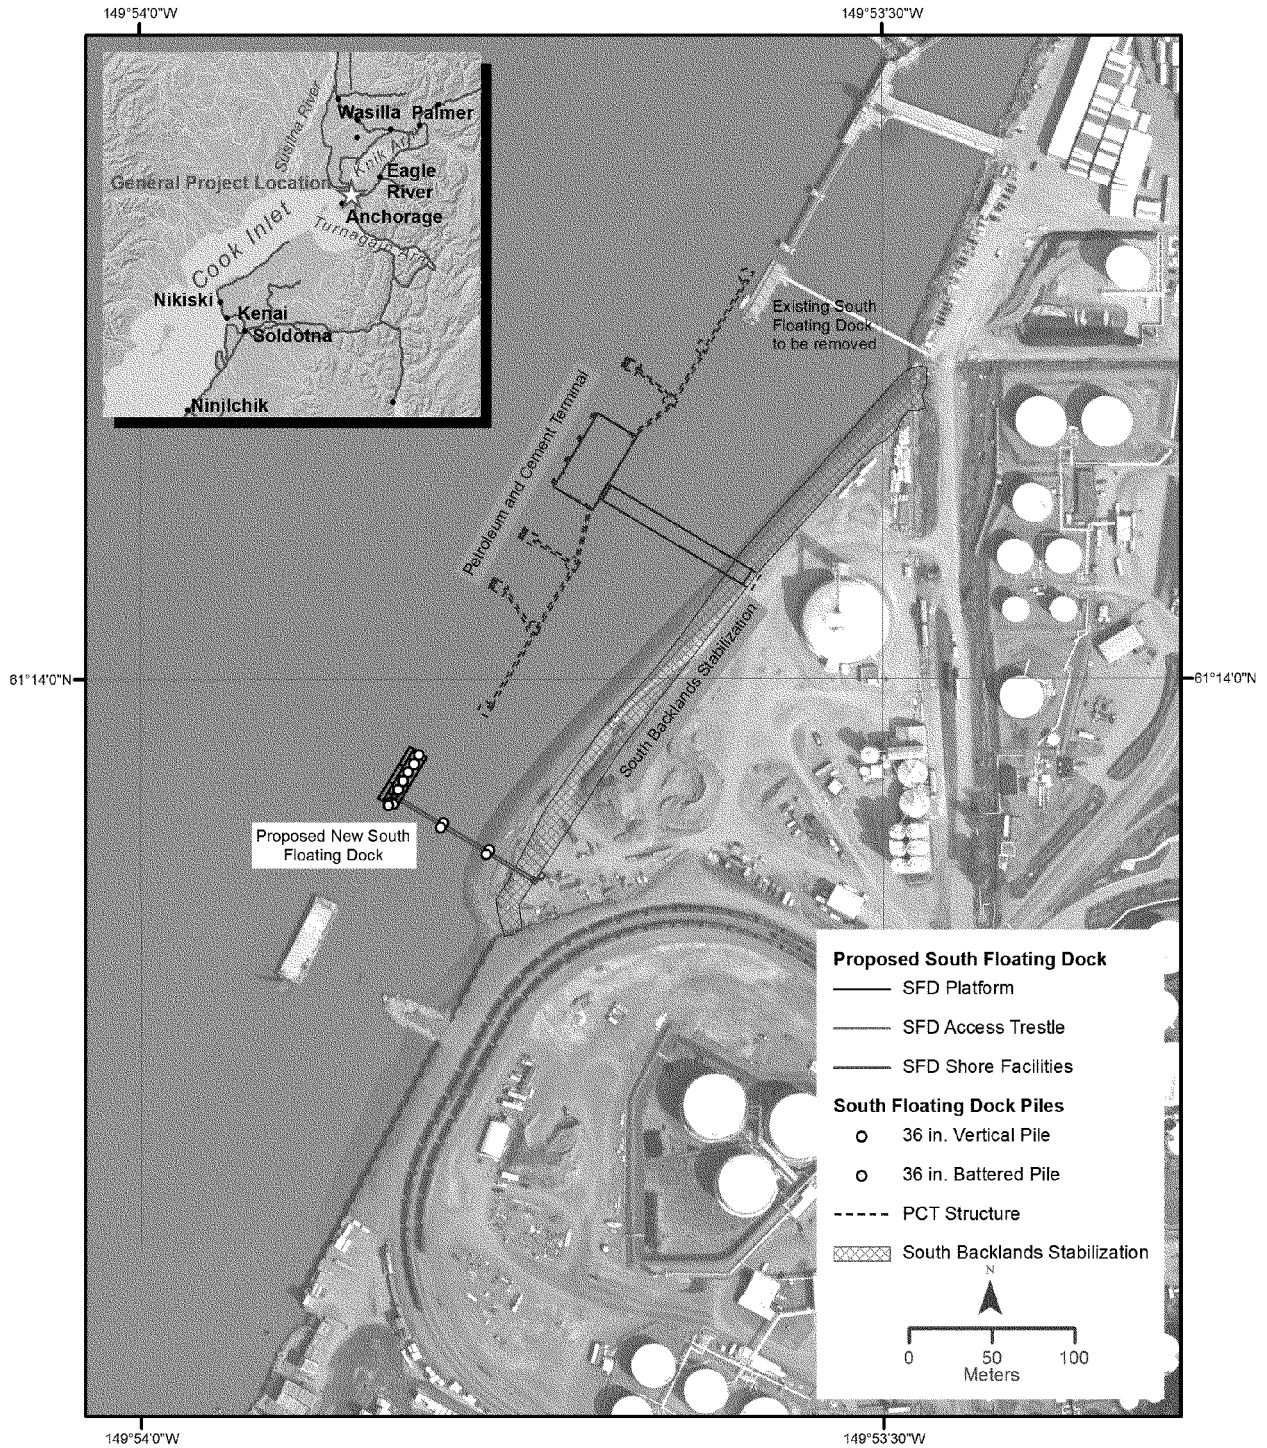 149°54'0"W
149°53'30"W
Susitna River
Wasilla
Palmer
Knik Arm
Eagle
River
General Project Location
Anchorage
Cook Inlet
Turnagain Arm
Nikiski
Kenai
Soldotna
Ninilchik
Existing South
Floating Dock
to be removed
Petroleum and Cement Terminal
South Backlands Stabilization
61°14'0"N
61°14'0"N
Proposed New South
Floating Dock
Proposed South Floating Dock
SFD Platform
SFD Access Trestle
SFD Shore Facilities
South Floating Dock Piles
36 in. Vertical Pile
36 in. Battered Pile
PCT Structure
South Backlands Stabilization
N
0 50 100
Meters
149°54'0"W
149°53'30"W